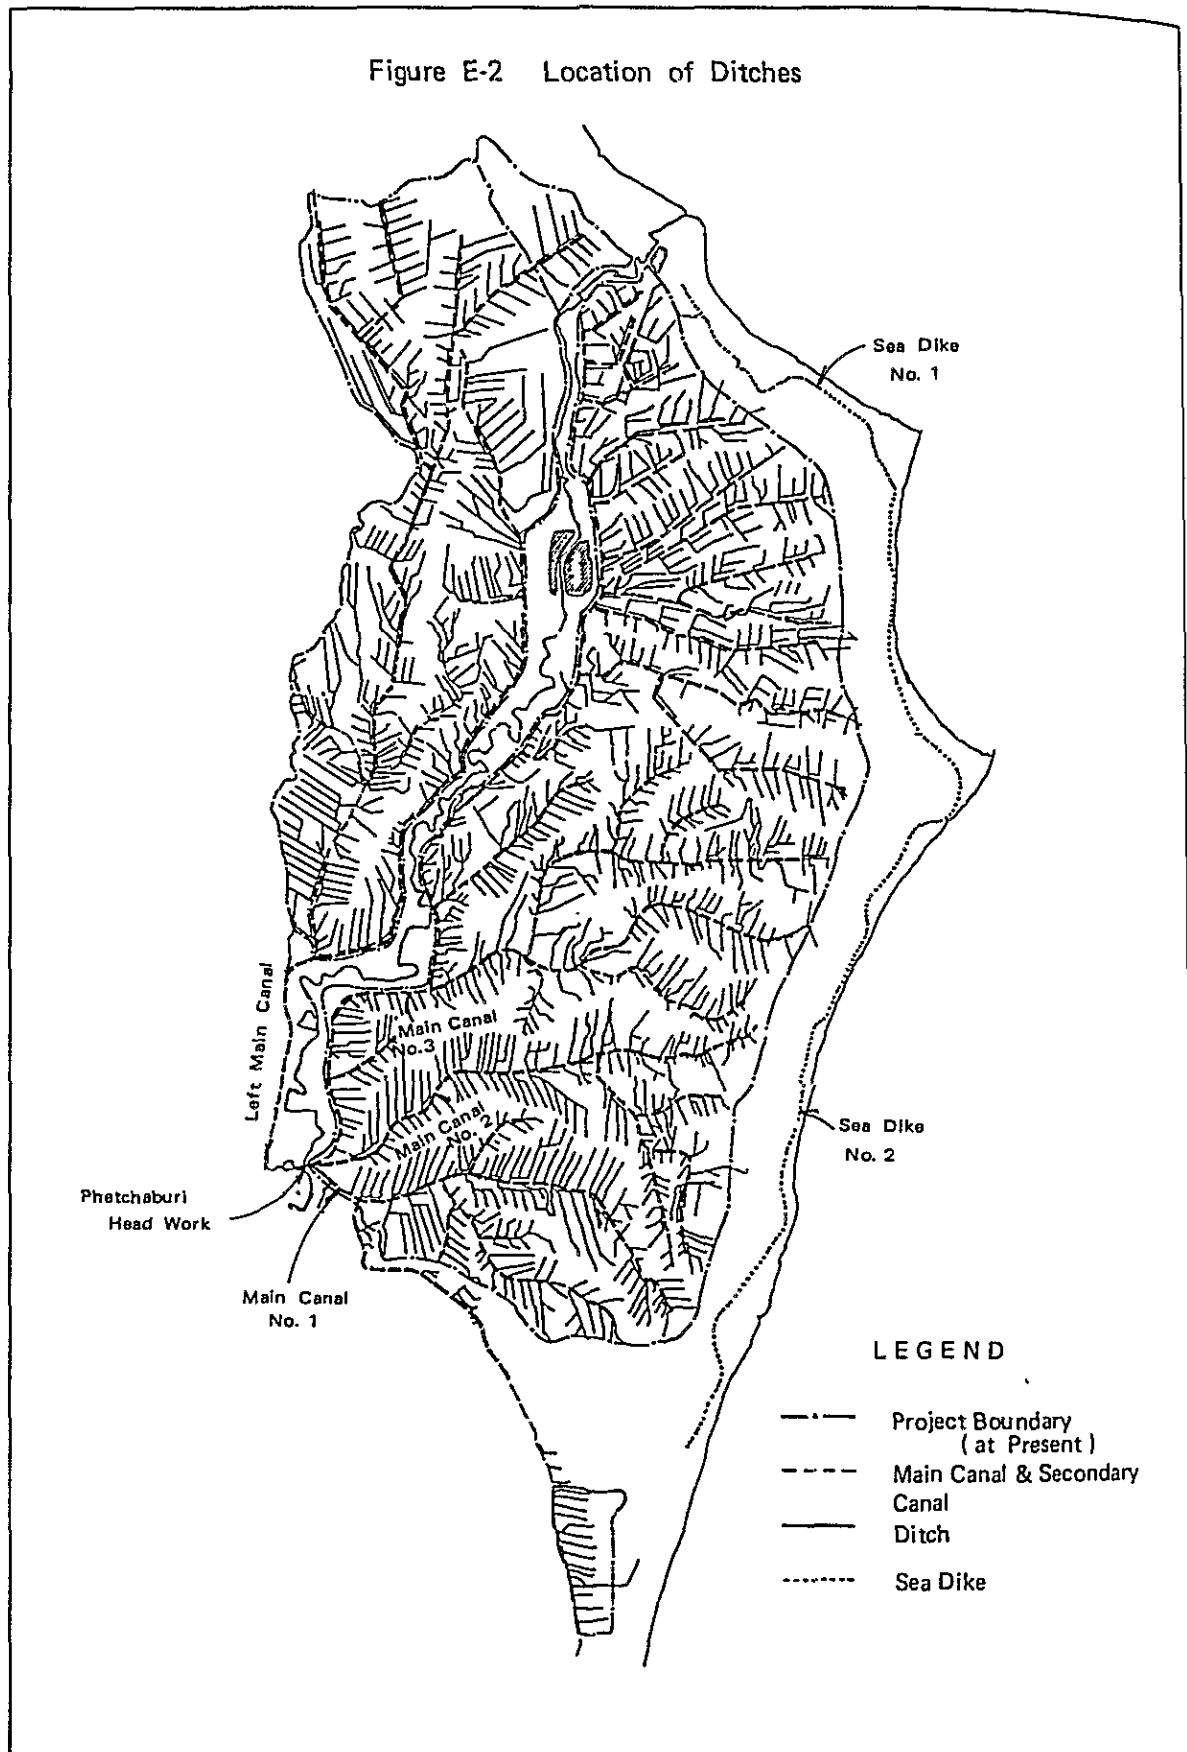 Figure E-2 Location of Ditches
Sea Dike
No. 1
Left Main Canal
Main Canal
No.3
Main Canal
No. 2
Sea Dike
No. 2
Phetchaburi
Head Work
Main Canal
No. 1
LEGEND
Project Boundary
( at Present )
Main Canal & Secondary
Canal
Ditch
Sea Dike